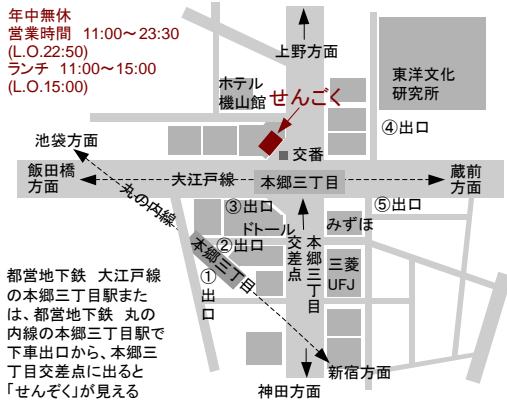 年中無休
営業時間 11:00～23:30
(L.O.22:50)
ランチ 11:00～15:00
(L.O.15:00)
上野方面
ホテル
機山館
せんごく
東洋文化
研究所
④出口
交番
池袋方面
飯田橋
方面
大江戸線
本郷三丁目
蔵前
方面
丸の内線
③出口
⑤出口
ドトール
みずほ
②出口
本郷三丁目
①出口
本郷三丁目
交差点
三菱
UFJ
都営地下鉄 大江戸線
の本郷三丁目駅また
は、都営地下鉄 丸の
内線の本郷三丁目駅で
下車出口から、本郷三
丁目交差点に出ると
「せんぞく」が見える
新宿方面
神田方面